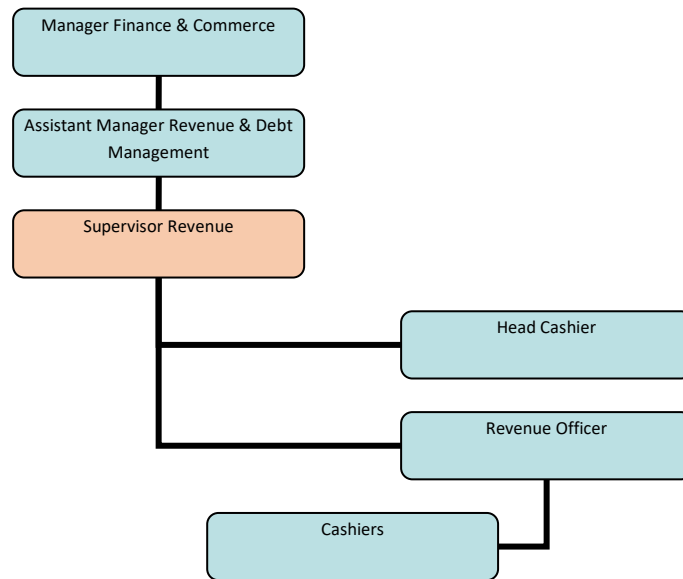 Manager Finance & Commerce
Assistant Manager Revenue & Debt
Management
Supervisor Revenue
Head Cashier
Revenue Officer
Cashiers